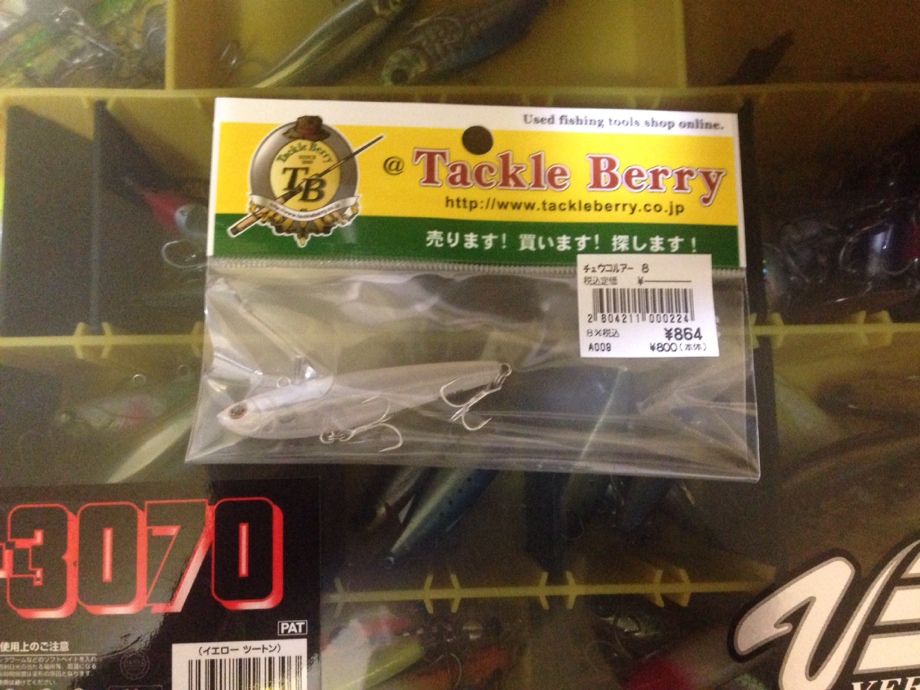 Used fishing tools shop online.
Tackle Berry
SINCE
TB
@ Tackle Berry
http://www.tackleberry.co.jp
売ります! 買います! 探します!
チュウコルアー 8
税込定価 ¥
2 804211 000224
8%税込 ¥864
A009 ¥800(本体)
-3070
PAT
使用上のご注意
(イエロー ツートン)